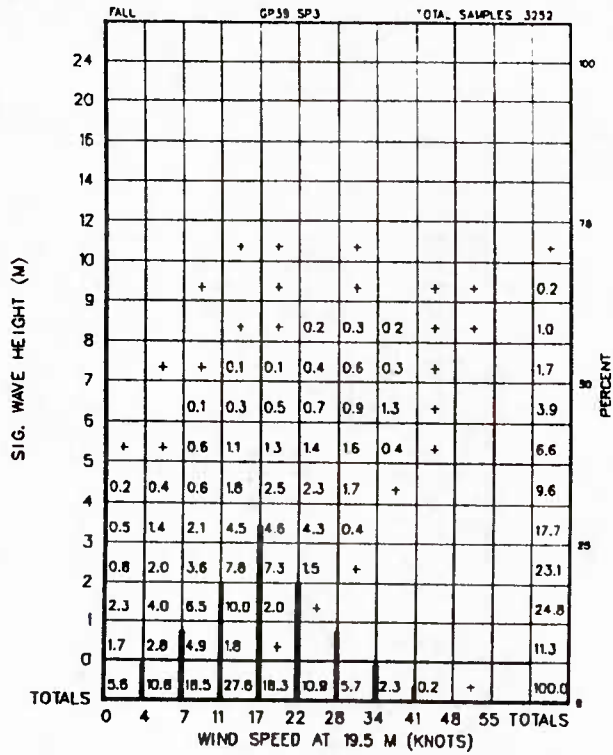 FALL GP39 SP3 TOTAL SAMPLES 3252
24 100
20
16
14
12 75
10 + + + +
9 + + + + + 0.2
8 + + 0.2 0.3 0.2 + + 1.0
7 + + 0.1 0.1 0.4 0.6 0.3 + 1.7
50
6 0.1 0.3 0.5 0.7 0.9 1.3 + 3.9
5 + + 0.6 1.1 1.3 1.4 1.6 0.4 + 6.6
4 0.2 0.4 0.6 1.8 2.5 2.3 1.7 + 9.6
3 0.5 1.4 2.1 4.5 4.6 4.3 0.4 17.7
25
2 0.8 2.0 3.6 7.8 7.3 1.5 + 23.1
1 2.3 4.0 6.5 10.0 2.0 + 24.8
0 1.7 2.8 4.9 1.8 + 11.3
TOTALS 5.6 10.8 18.5 27.6 18.3 10.9 5.7 2.3 0.2 + 100.0 0
0 4 7 11 17 22 28 34 41 48 55 TOTALS
WIND SPEED AT 19.5 M (KNOTS)
SIG. WAVE HEIGHT (M)
PERCENT